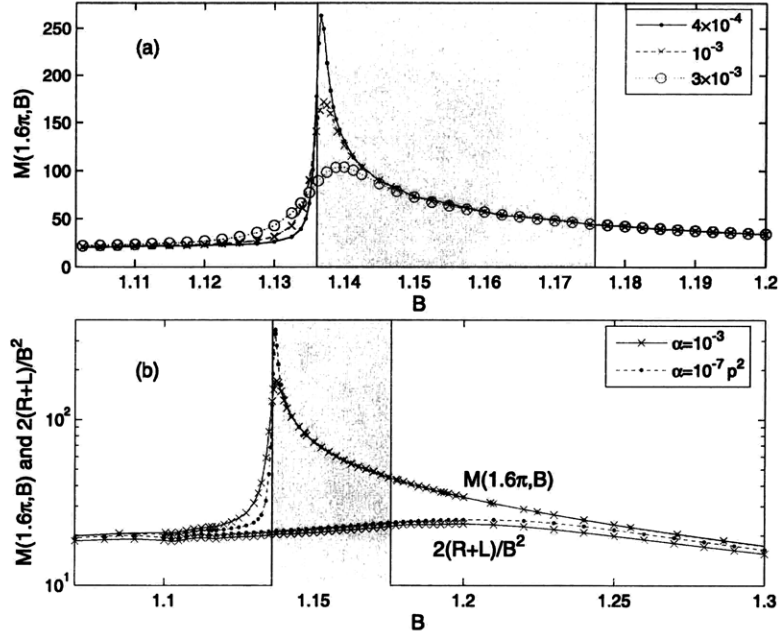 (a)
M(1.6π,B)
250
200
150
100
50
0
1.11 1.12 1.13 1.14 1.15 1.16 1.17 1.18 1.19 1.2
B
4×10⁻⁴
10⁻³
3×10⁻³
(b)
M(1.6π,B) and 2(R+L)/B²
10²
10¹
1.1 1.15 1.2 1.25 1.3
B
α=10⁻³
α=10⁻⁷ p²
M(1.6π,B)
2(R+L)/B²